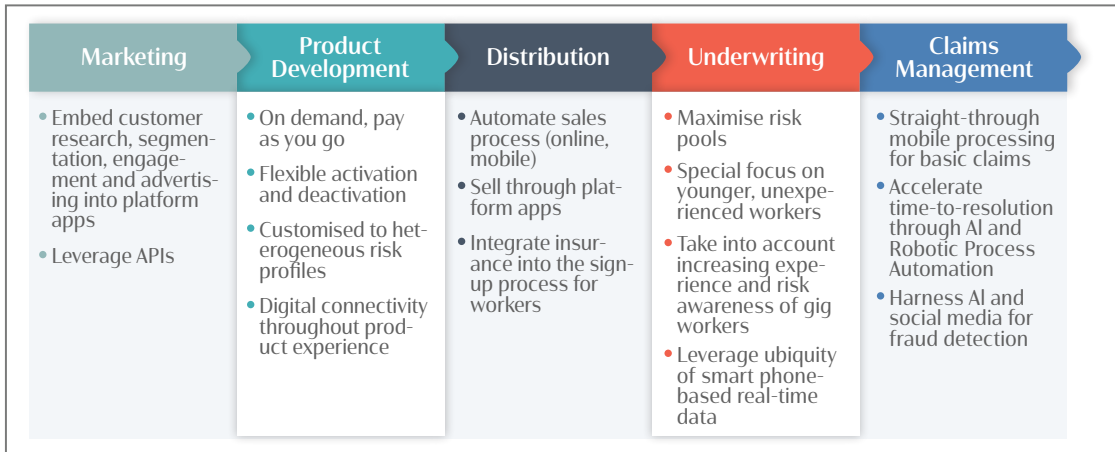 Marketing
Product
Development
Distribution
Underwriting
Claims
Management
• Embed customer
research, segmen-
tation, engage-
ment and advertis-
ing into platform
apps
• Leverage APIs
• On demand, pay
as you go
• Flexible activation
and deactivation
• Customised to het-
erogeneous risk
profiles
• Digital connectivity
throughout prod-
uct experience
• Automate sales
process (online,
mobile)
• Sell through plat-
form apps
• Integrate insur-
ance into the sign-
up process for
workers
• Maximise risk
pools
• Special focus on
younger, unexpe-
rienced workers
• Take into account
increasing expe-
rience and risk
awareness of gig
workers
• Leverage ubiquity
of smart phone-
based real-time
data
• Straight-through
mobile processing
for basic claims
• Accelerate
time-to-resolution
through AI and
Robotic Process
Automation
• Harness AI and
social media for
fraud detection